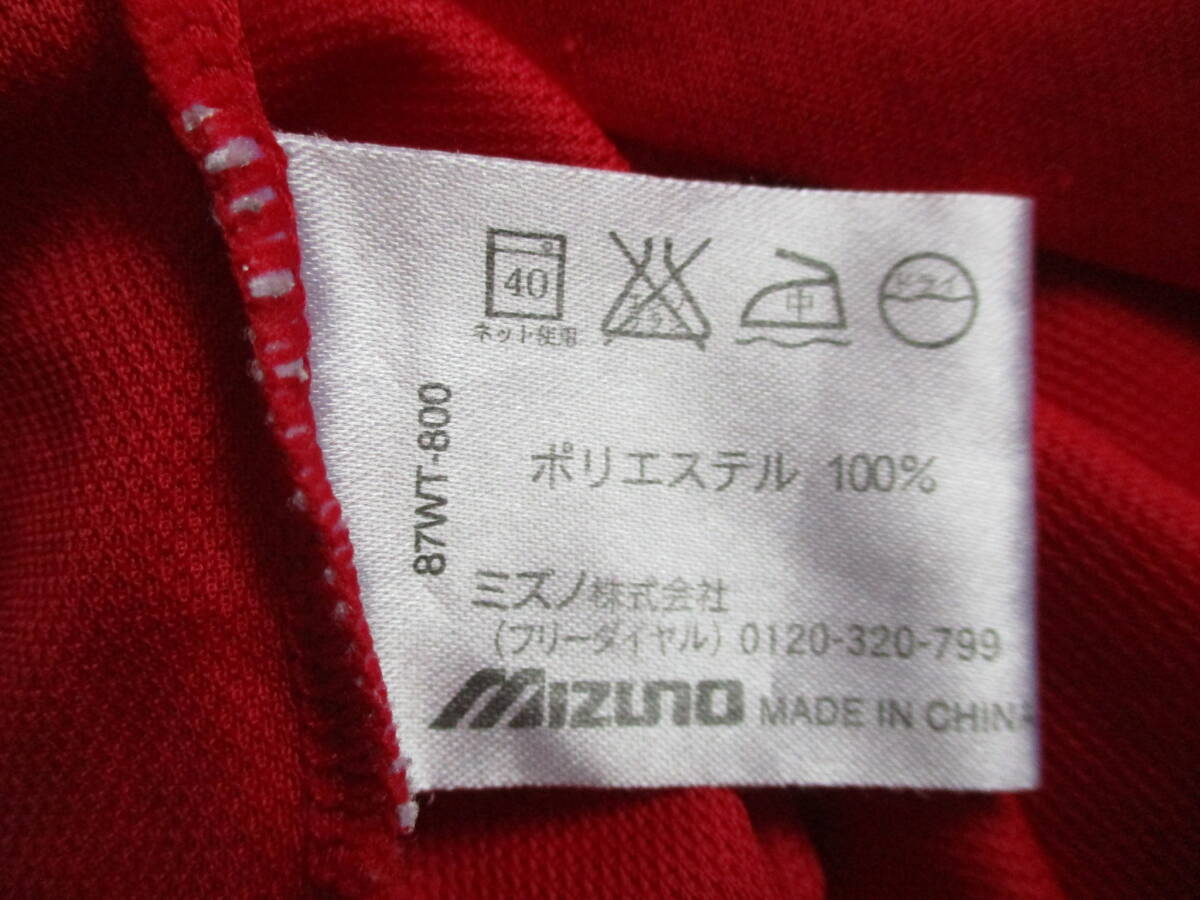 40 中 ドライ
ネット使用
ポリエステル 100%
87WT-800
ミズノ株式会社
(フリーダイヤル) 0120-320-799
MIZUNO MADE IN CHINA